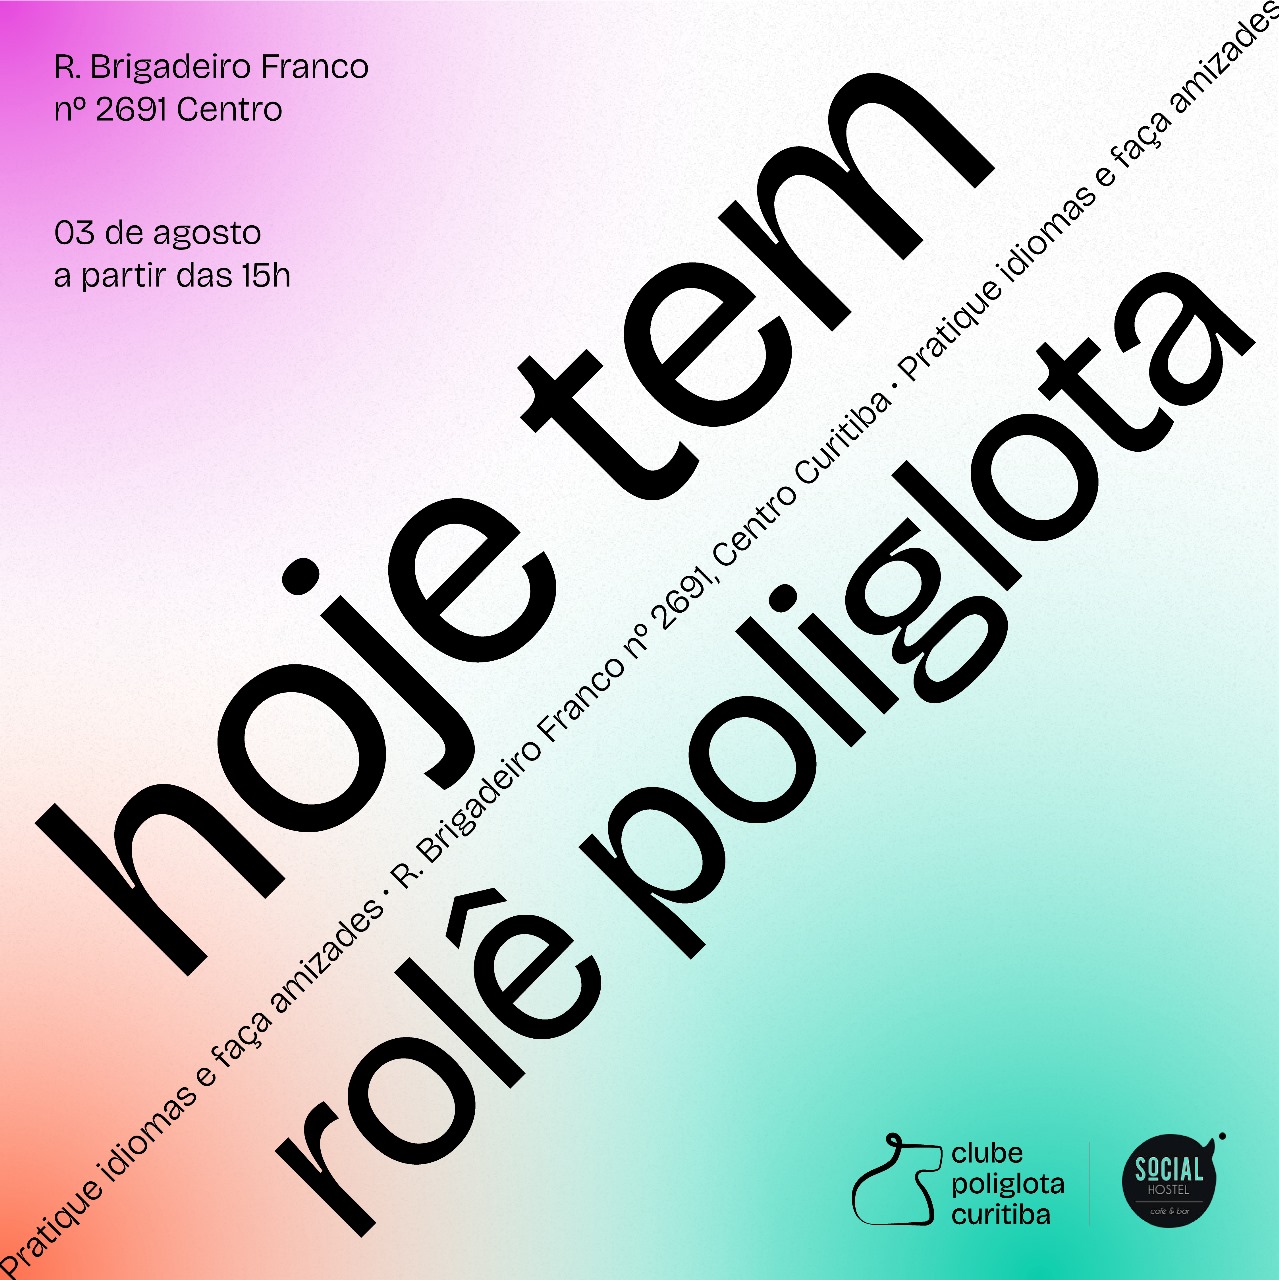 R. Brigadeiro Franco
nº 2691 Centro
03 de agosto
a partir das 15h
hoje tem
Pratique idiomas e faça amizades · R. Brigadeiro Franco nº 2691, Centro Curitiba · Pratique idiomas e faça amizades
rolê poliglota
clube
poliglota
curitiba
SOCIAL
HOSTEL
café & bar